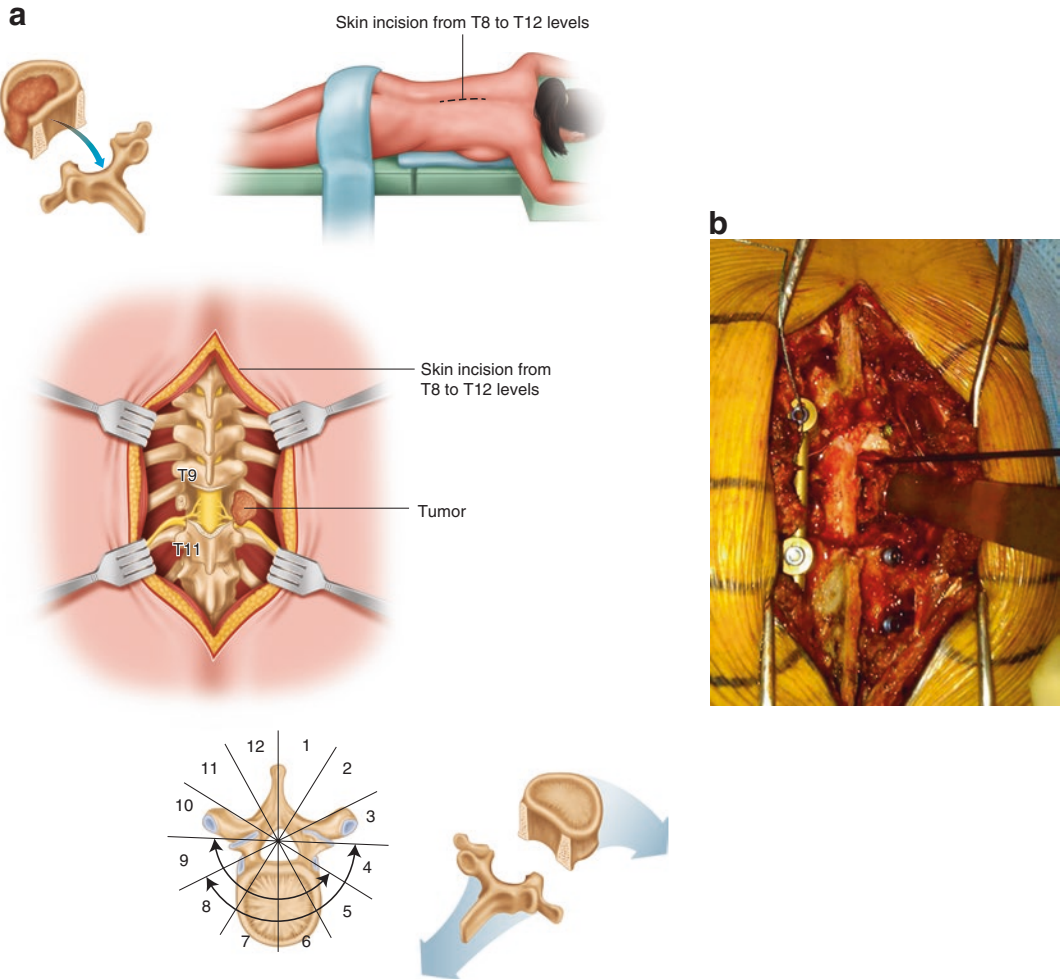 a
Skin incision from T8 to T12 levels
b
Skin incision from
T8 to T12 levels
T9
Tumor
T11
12
1
11
2
10
3
9
4
8
5
7
6